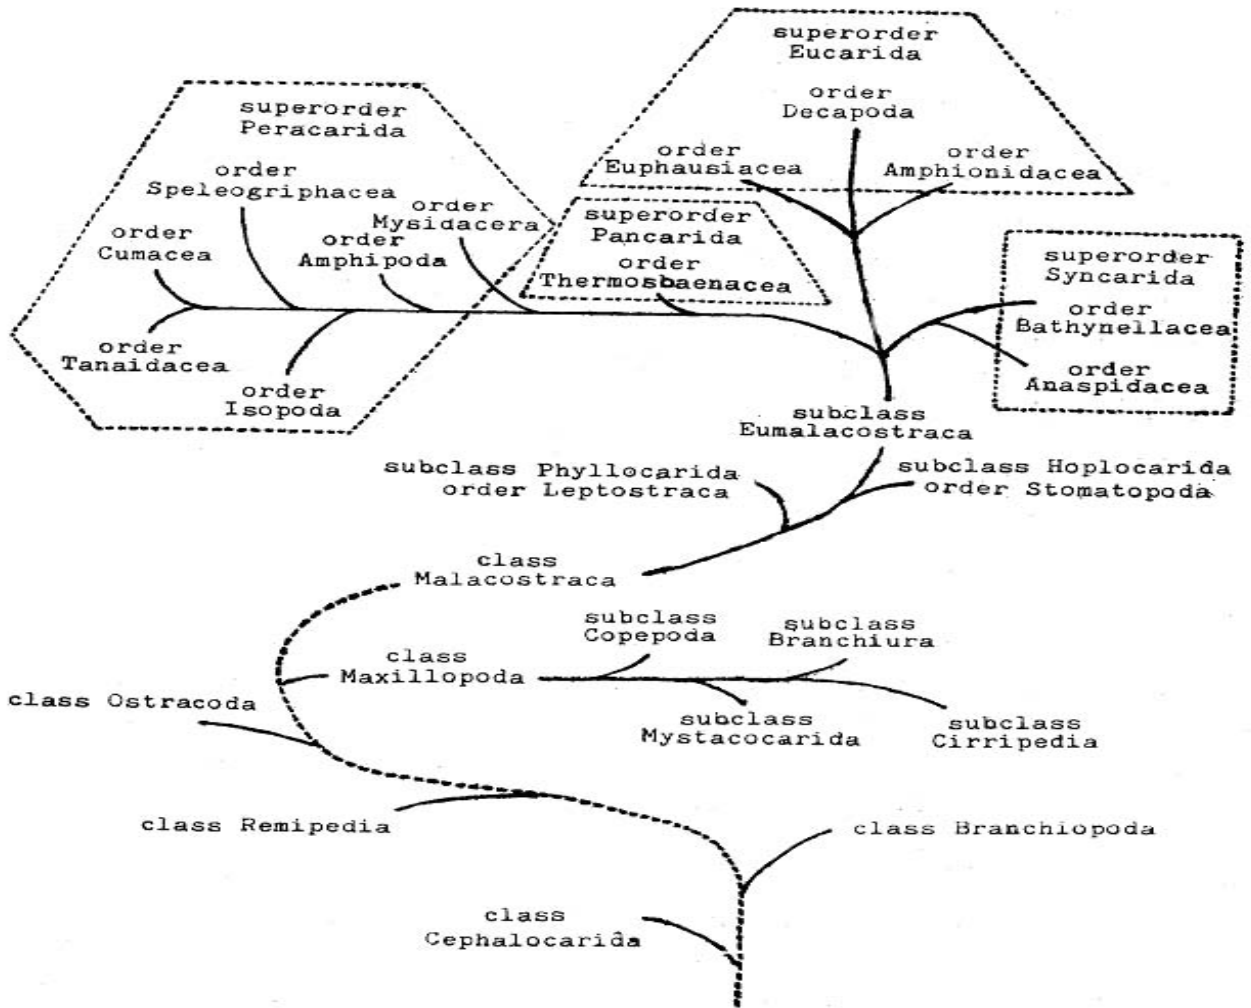 superorder
Eucarida
order
Decapoda
order
Euphausiacea
order
Amphionidacea
superorder
Peracarida
order
Speleogriphacea
order
Mysidacera
order
Cumacea
order
Amphipoda
order
Tanaidacea
order
Isopoda
superorder
Pancarida
order
Thermosbaenacea
superorder
Syncarida
order
Bathynellacea
order
Anaspidacea
subclass
Eumalacostraca
subclass Phyllocarida
order Leptostraca
subclass Hoplocarida
order Stomatopoda
class
Malacostraca
subclass
Copepoda
subclass
Branchiura
class
Maxillopoda
class Ostracoda
subclass
Mystacocarida
subclass
Cirripedia
class Remipedia
class Branchiopoda
class
Cephalocarida